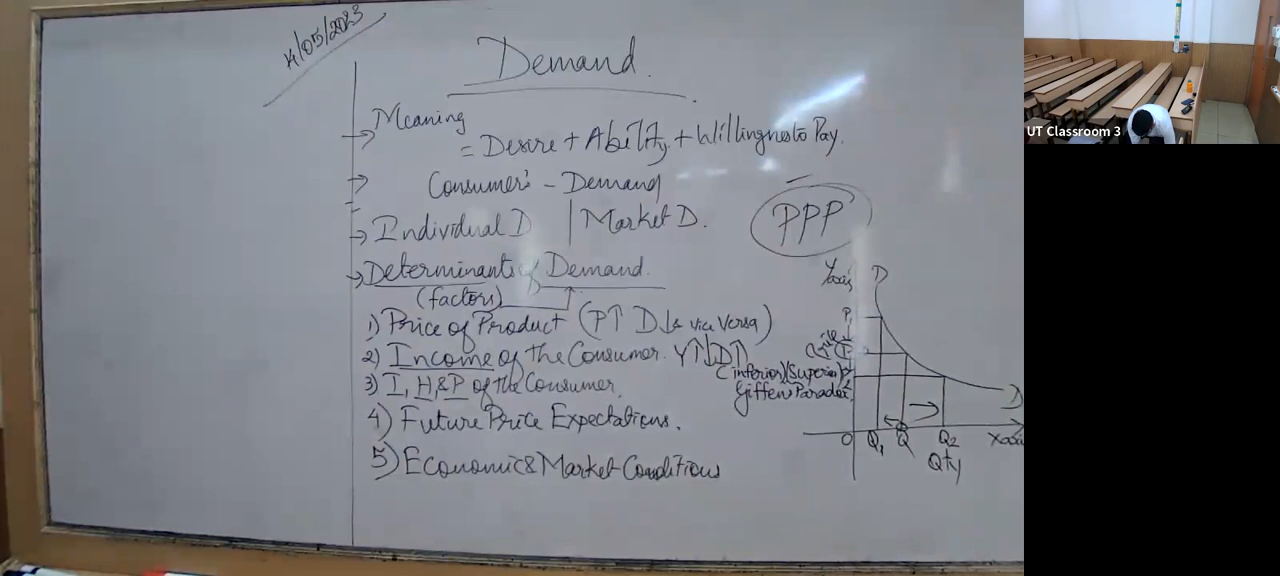 14/05/2023
Demand.
Meaning
= Desire + Ability + Willingness to Pay.
Consumer's - Demand
Individual D | Market D.
PPP
Determinants of Demand.
(factors)
1) Price of Product (P↑ D↓ & vice Versa)
2) Income of the Consumer. Y↑↓D↑
(inferior)(Superior)
Giffen's Paradox
3) I, H, & P of the Consumer.
4) Future Price Expectations.
5) Economic & Market Conditions
Yaxis D
P
D
O Q1 Q Q2 Xaxis
Qty
UT Classroom 3